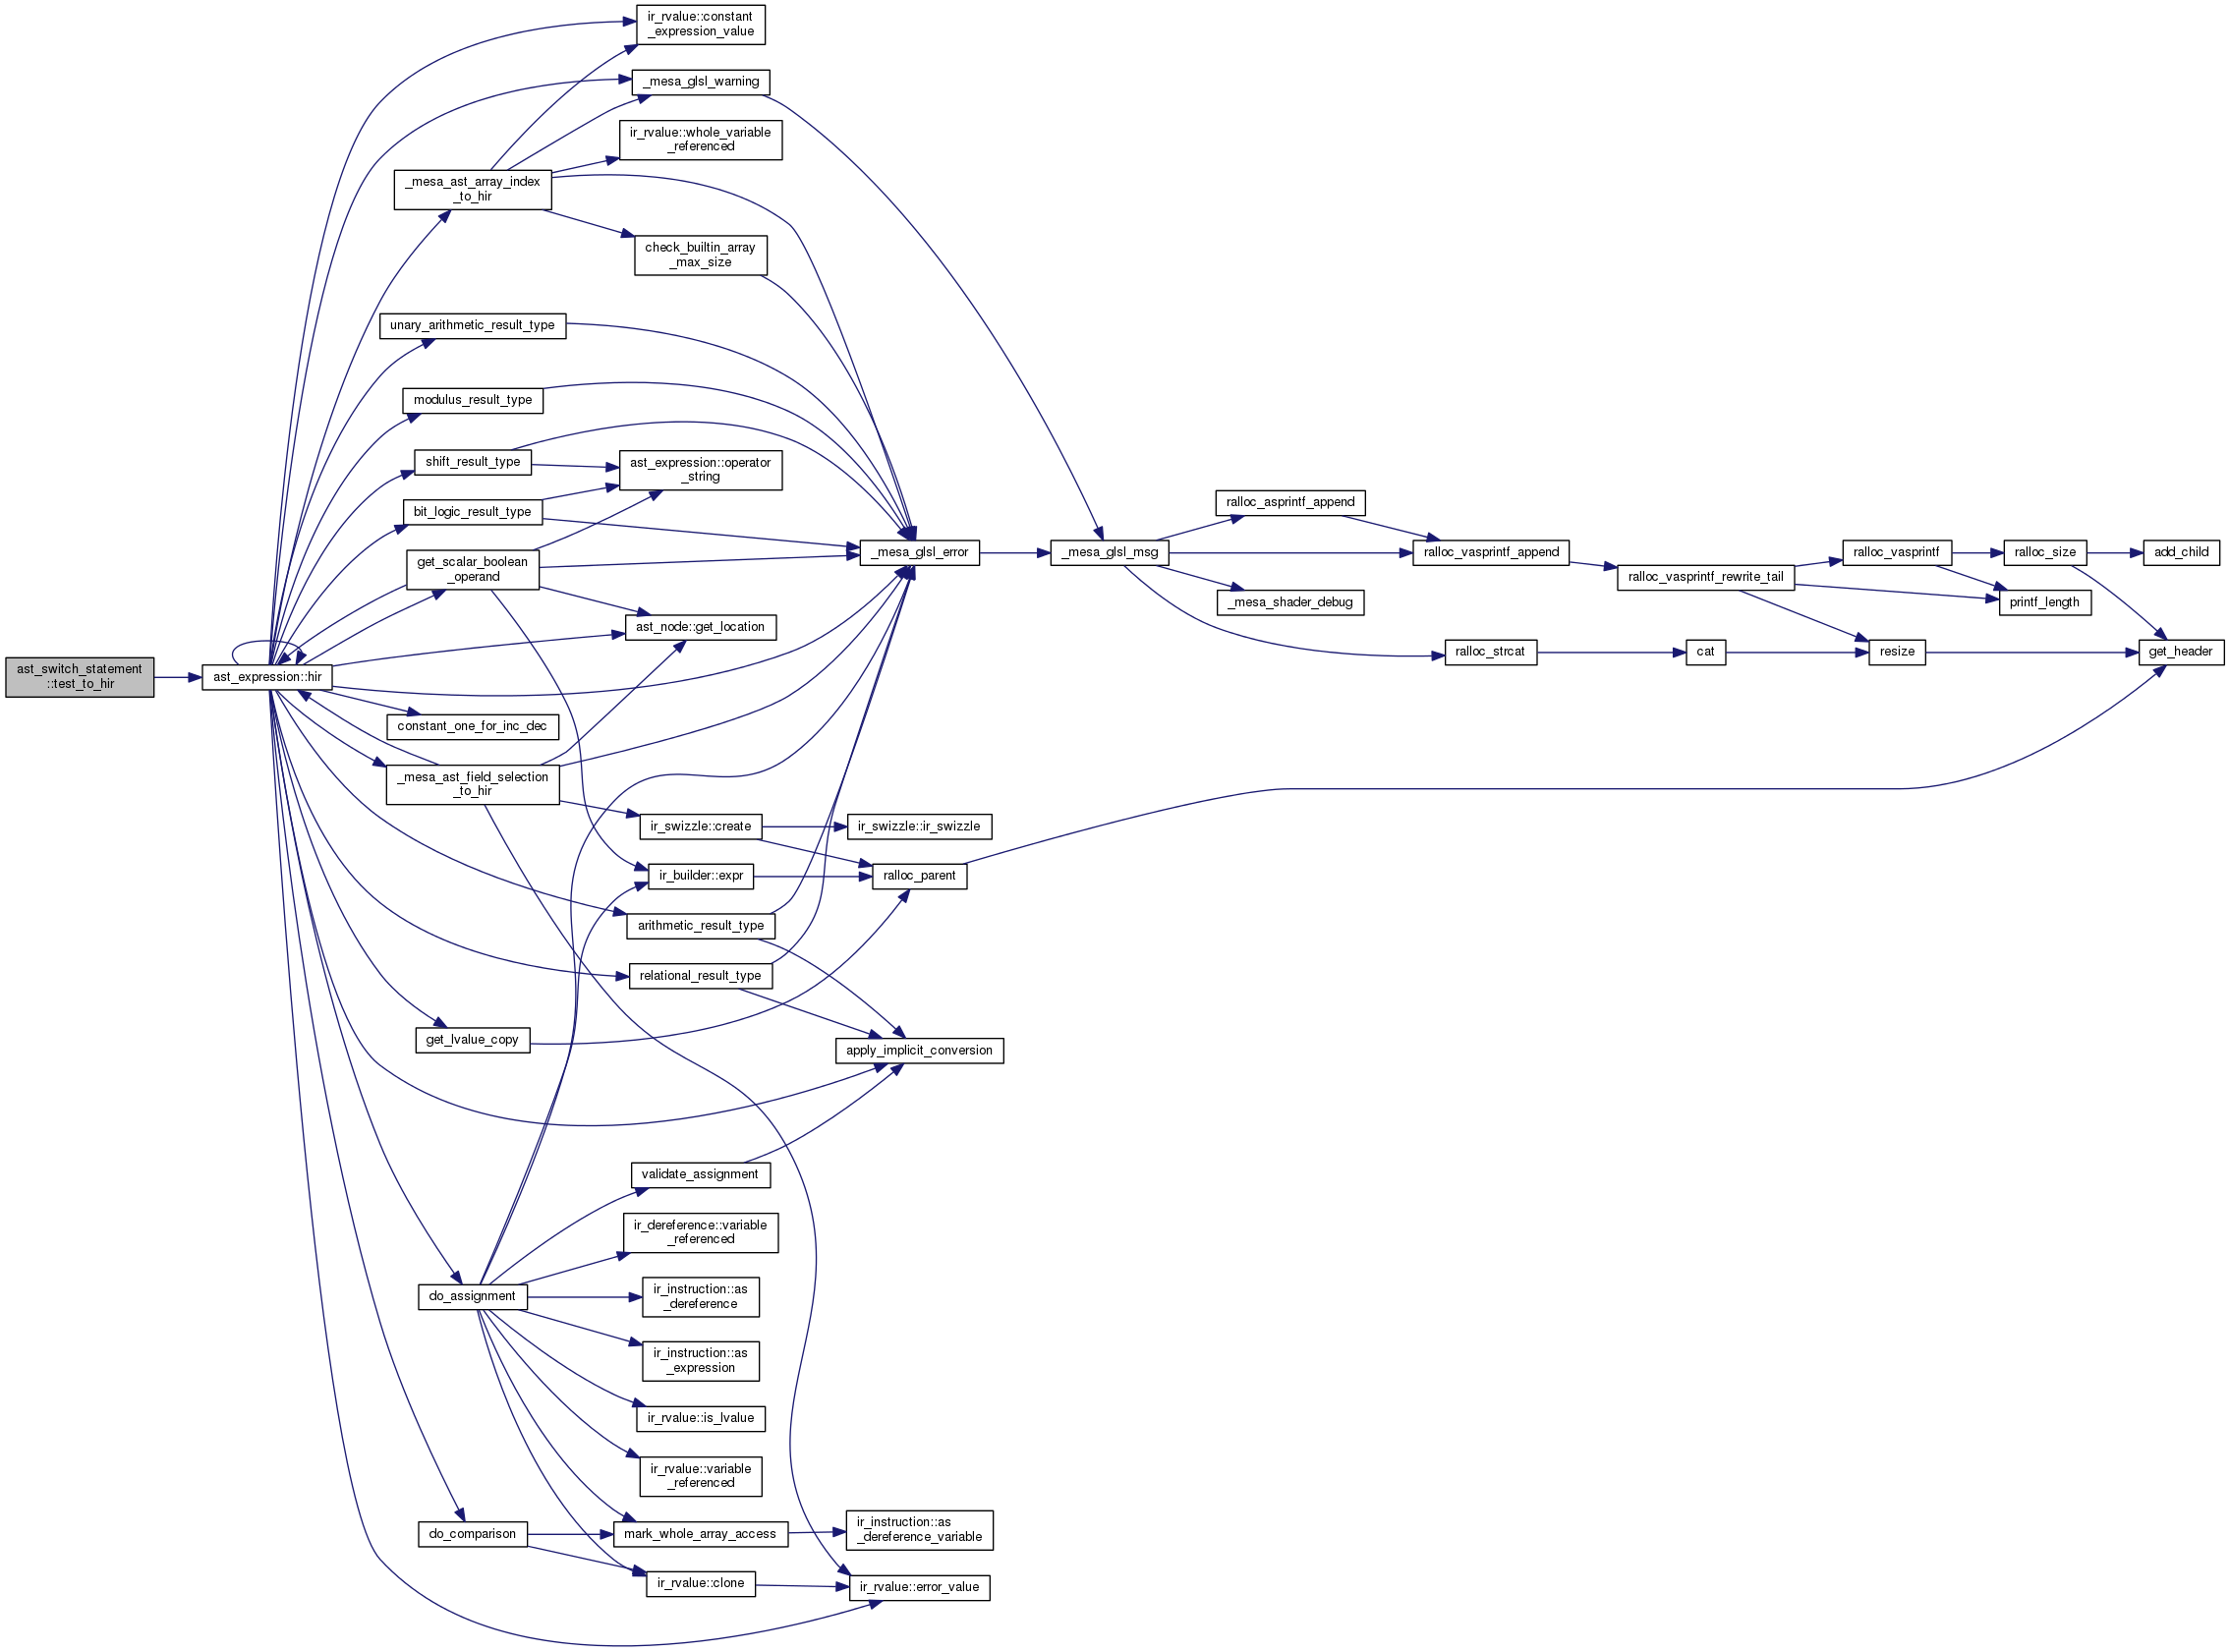 ir_rvalue::constant
_expression_value
_mesa_glsl_warning
ir_rvalue::whole_variable
_referenced
_mesa_ast_array_index
_to_hir
check_builtin_array
_max_size
unary_arithmetic_result_type
modulus_result_type
shift_result_type
ast_expression::operator
_string
bit_logic_result_type
get_scalar_boolean
_operand
_mesa_glsl_error
_mesa_glsl_msg
ralloc_asprintf_append
ralloc_vasprintf_append
_mesa_shader_debug
ralloc_vasprintf_rewrite_tail
ralloc_vasprintf
ralloc_size
add_child
printf_length
ralloc_strcat
cat
resize
get_header
ast_node::get_location
ast_switch_statement
::test_to_hir
ast_expression::hir
constant_one_for_inc_dec
_mesa_ast_field_selection
_to_hir
ir_swizzle::create
ir_swizzle::ir_swizzle
ir_builder::expr
ralloc_parent
arithmetic_result_type
relational_result_type
get_lvalue_copy
apply_implicit_conversion
validate_assignment
ir_dereference::variable
_referenced
do_assignment
ir_instruction::as
_dereference
ir_instruction::as
_expression
ir_rvalue::is_lvalue
ir_rvalue::variable
_referenced
do_comparison
mark_whole_array_access
ir_instruction::as
_dereference_variable
ir_rvalue::clone
ir_rvalue::error_value